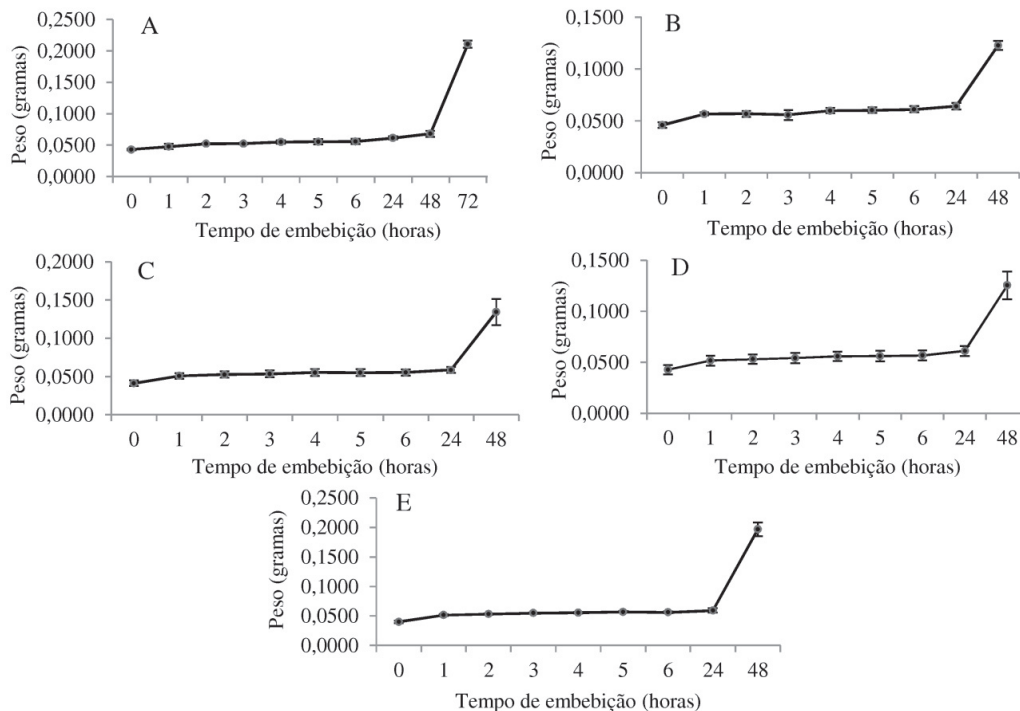 A
Peso (gramas)
0,2500
0,2000
0,1500
0,1000
0,0500
0,0000
0 1 2 3 4 5 6 24 48 72
Tempo de embebição (horas)
B
Peso (gramas)
0,1500
0,1000
0,0500
0,0000
0 1 2 3 4 5 6 24 48
Tempo de embebição (horas)
C
Peso (gramas)
0,2000
0,1500
0,1000
0,0500
0,0000
0 1 2 3 4 5 6 24 48
Tempo de embebição (horas)
D
Peso (gramas)
0,1500
0,1000
0,0500
0,0000
0 1 2 3 4 5 6 24 48
Tempo de embebição (horas)
E
Peso (gramas)
0,2500
0,2000
0,1500
0,1000
0,0500
0,0000
0 1 2 3 4 5 6 24 48
Tempo de embebição (horas)